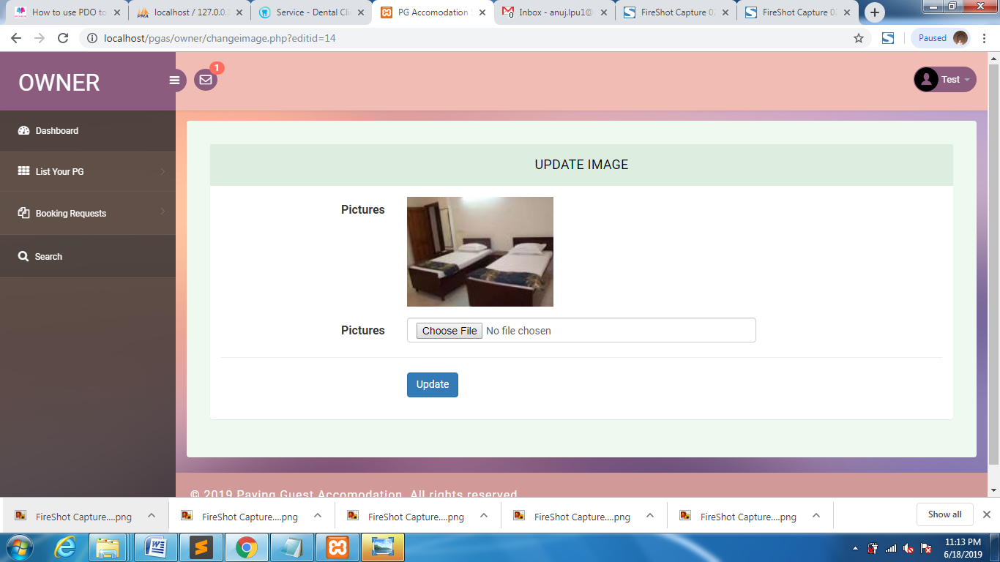 How to use PDO to
localhost / 127.0.0.
Service - Dental Cli
PG Accomodation
Inbox - anuj.lpu1@
FireShot Capture 0
FireShot Capture 0
localhost/pgas/owner/changeimage.php?editid=14
Paused
OWNER
1
Test
Dashboard
List Your PG
Booking Requests
Search
UPDATE IMAGE
Pictures
Pictures
Choose File No file chosen
Update
© 2019 Paying Guest Accomodation. All rights reserved
FireShot Capture....png
FireShot Capture....png
FireShot Capture....png
FireShot Capture....png
FireShot Capture....png
Show all
11:13 PM
6/18/2019